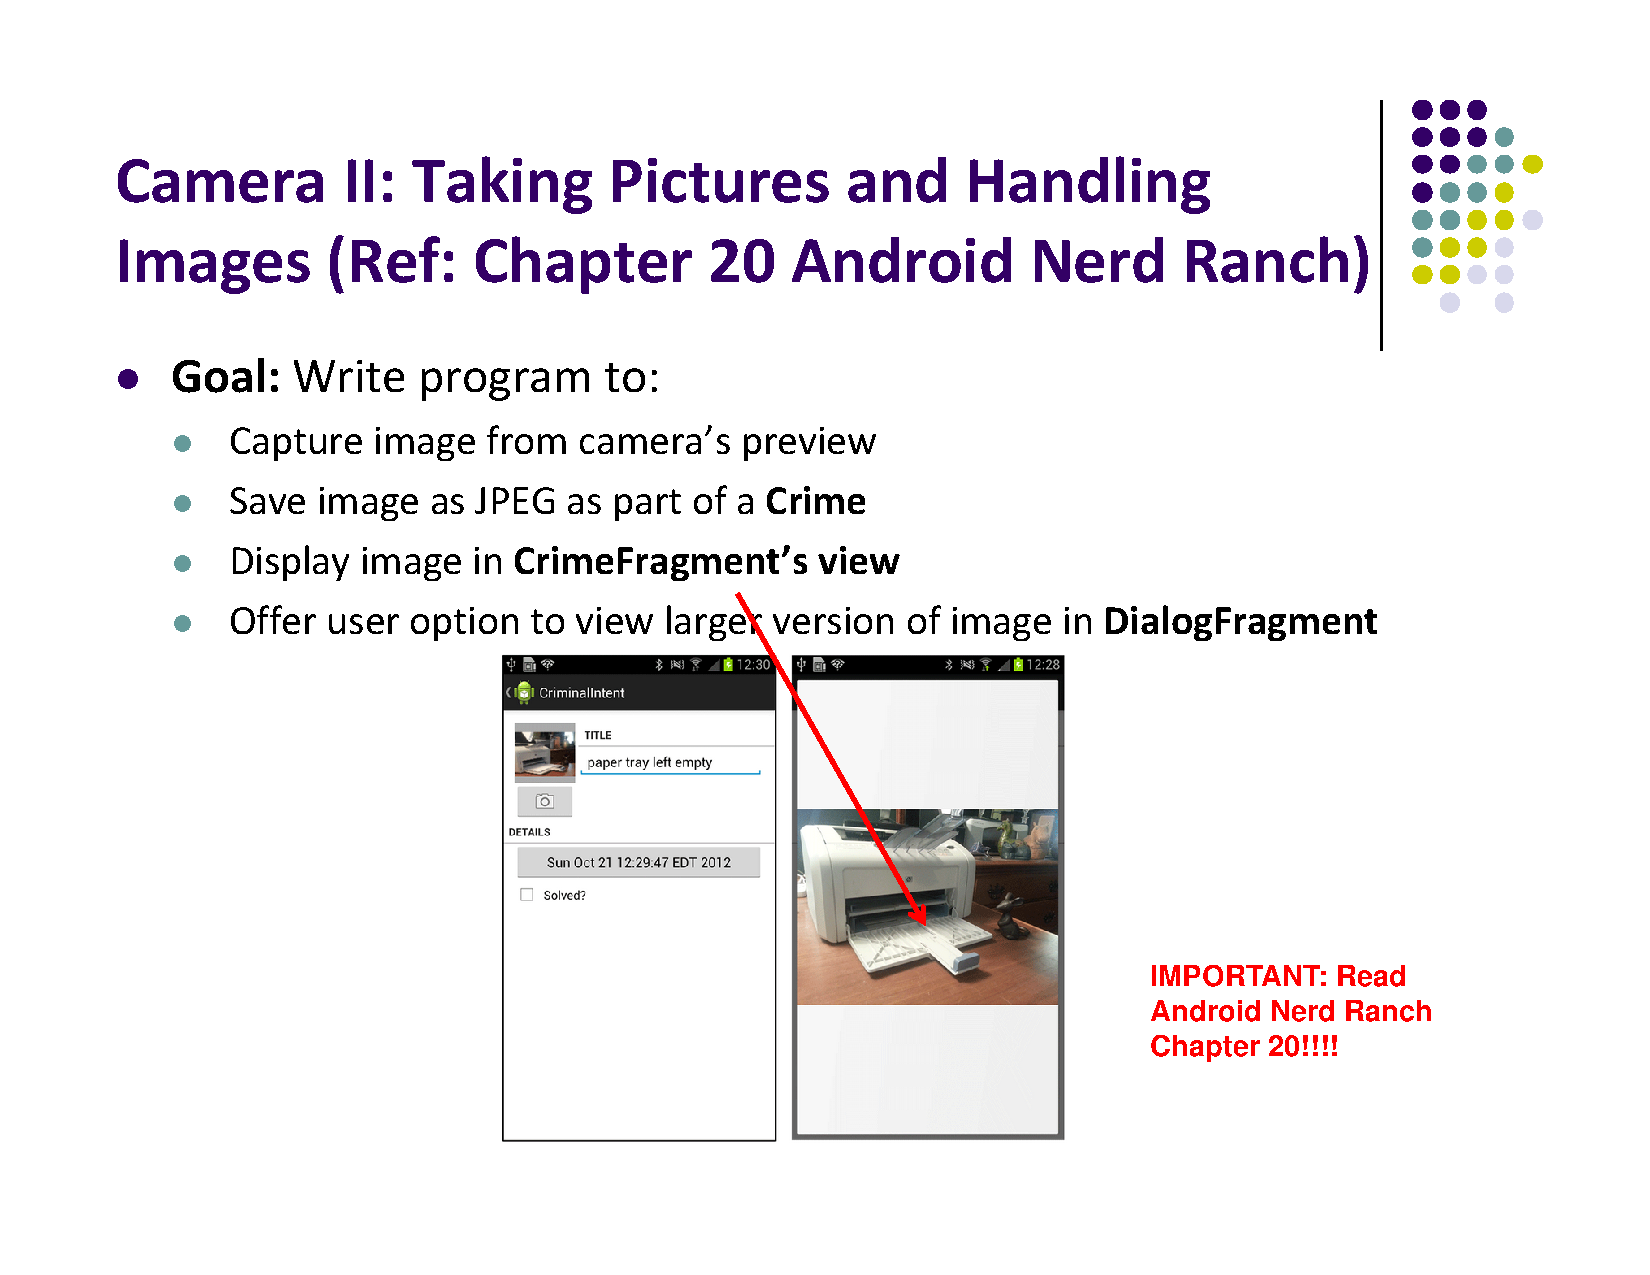 Camera II: Taking Pictures and Handling
Images (Ref: Chapter 20 Android Nerd Ranch)
Goal: Write program to:
Capture image from camera’s preview
Save image as JPEG as part of a Crime
Display image in CrimeFragment’s view
Offer user option to view larger version of image in DialogFragment
12:30
CriminalIntent
TITLE
paper tray left empty
DETAILS
Sun Oct 21 12:29:47 EDT 2012
Solved?
12:28
IMPORTANT: Read
Android Nerd Ranch
Chapter 20!!!!